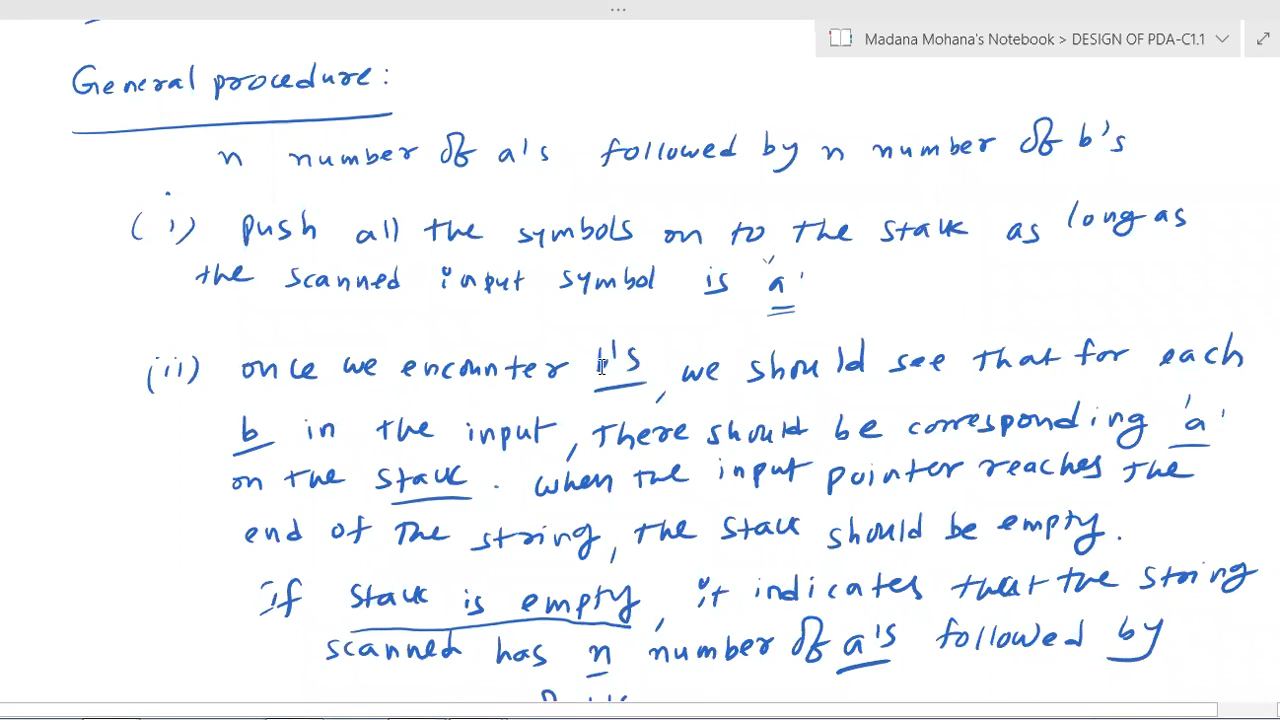 Madana Mohana's Notebook > DESIGN OF PDA-C1.1
General procedure:
n number of a's followed by n number of b's
(i) push all the symbols on to the stack as long as
the scanned input symbol is 'a'
(ii) once we encounter b's, we should see that for each
b in the input, there should be corresponding 'a'
on the stack. when the input pointer reaches the
end of the string, the stack should be empty.
If stack is empty, it indicates that the string
scanned has n number of a's followed by